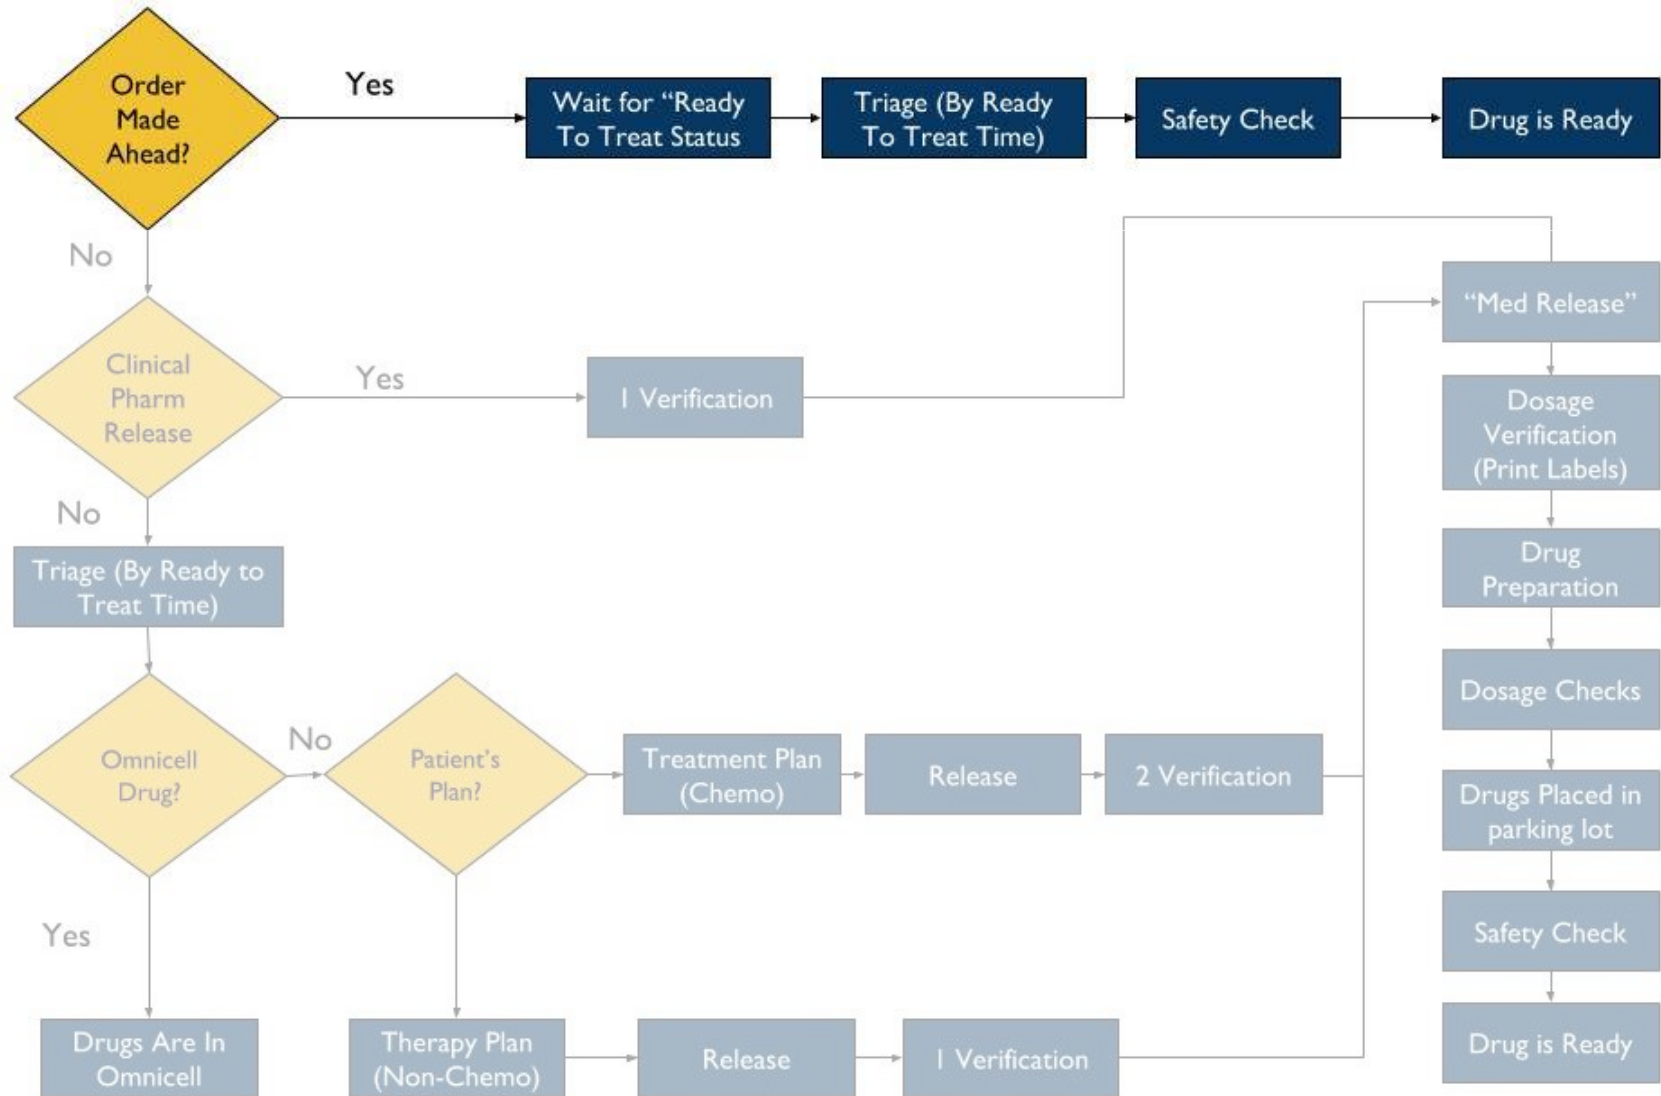 Order
Made
Ahead?
Yes
Wait for “Ready
To Treat Status
Triage (By Ready
To Treat Time)
Safety Check
Drug is Ready
No
Clinical
Pharm
Release
Yes
1 Verification
“Med Release”
Dosage
Verification
(Print Labels)
No
Triage (By Ready to
Treat Time)
Drug
Preparation
Dosage Checks
Omnicell
Drug?
No
Patient’s
Plan?
Treatment Plan
(Chemo)
Release
2 Verification
Drugs Placed in
parking lot
Yes
Safety Check
Drugs Are In
Omnicell
Therapy Plan
(Non-Chemo)
Release
1 Verification
Drug is Ready